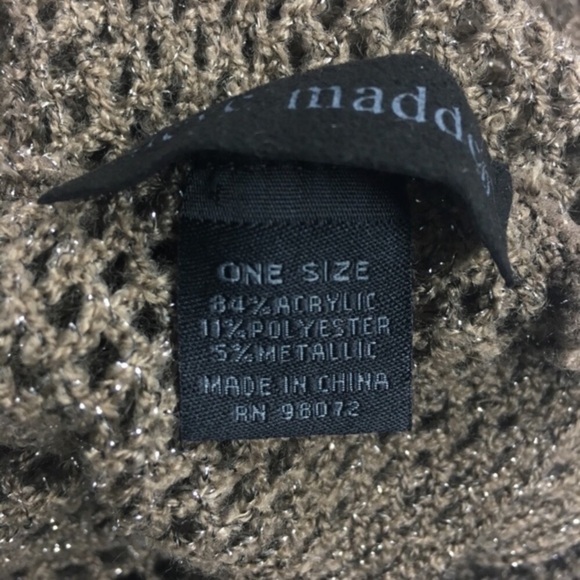 madd
ONE SIZE
84% ACRYLIC
11% POLYESTER
5% METALLIC
MADE IN CHINA
RN 98072